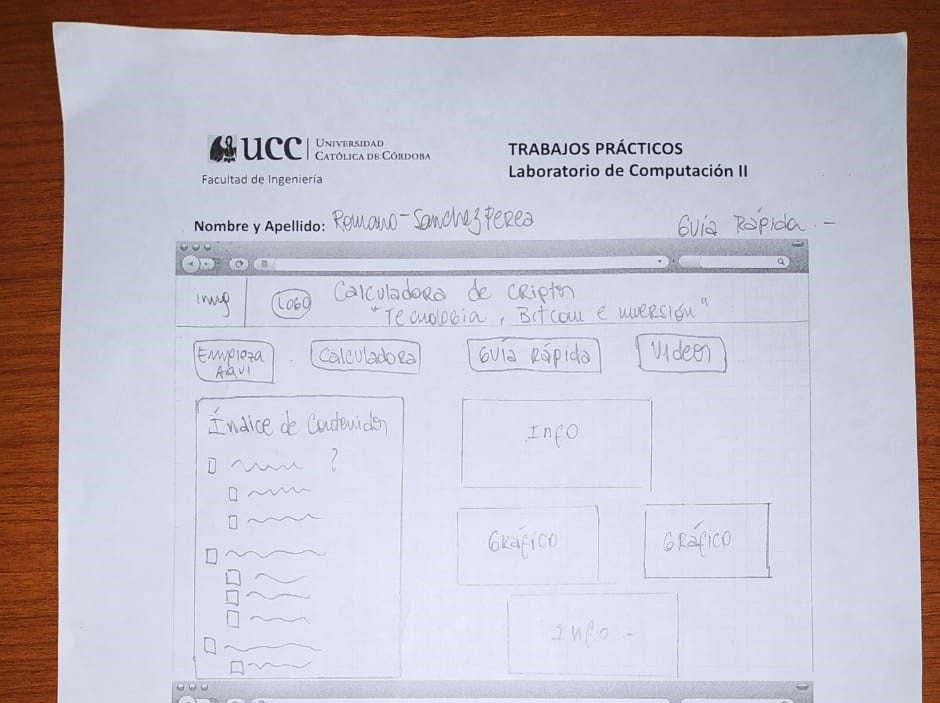 UCC UNIVERSIDAD
CATÓLICA DE CÓRDOBA
Facultad de Ingeniería
TRABAJOS PRÁCTICOS
Laboratorio de Computación II
Nombre y Apellido: Romano-Sanchez Perea
Guía Rápida.-
img
LOGO
Calculadora de criptos
"Tecnologia, Bitcoin e inversión"
Empieza
Aquí
Calculadora
Guía Rápida
Videos
Índice de Contenidos
?
Info
Gráfico
Gráfico
Info.-